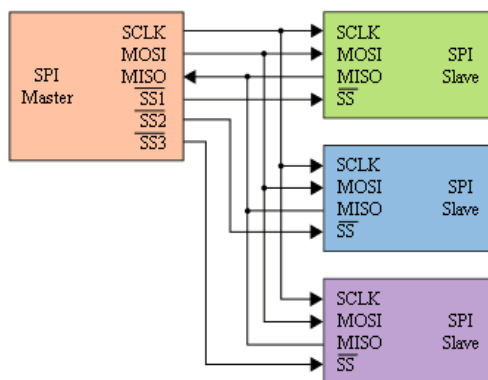 SCLK
MOSI
MISO
SS1
SS2
SS3
SPI
Master
SCLK
MOSI
MISO
SS
SPI
Slave
SCLK
MOSI
MISO
SS
SPI
Slave
SCLK
MOSI
MISO
SS
SPI
Slave